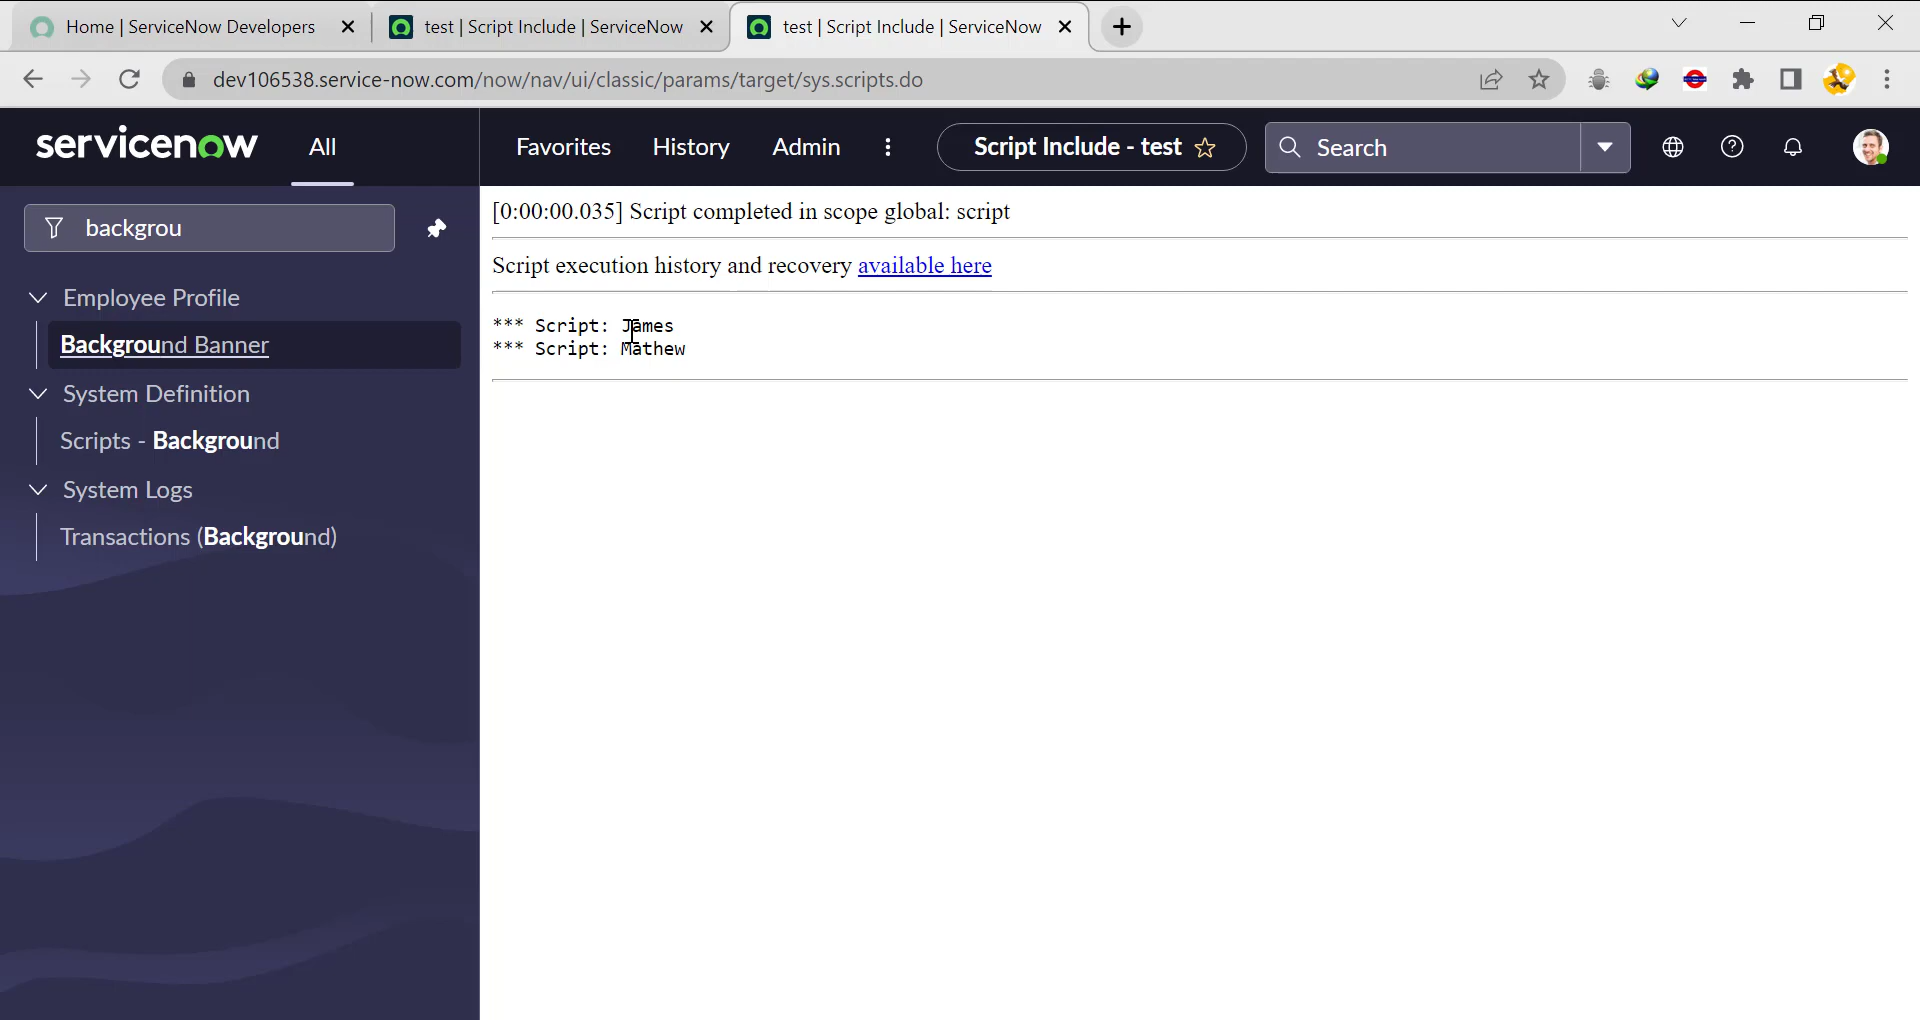 Home | ServiceNow Developers
test | Script Include | ServiceNow
test | Script Include | ServiceNow
dev106538.service-now.com/now/nav/ui/classic/params/target/sys.scripts.do
servicenow
All
Favorites
History
Admin
Script Include - test
Search
backgrou
Employee Profile
Background Banner
System Definition
Scripts - Background
System Logs
Transactions (Background)
[0:00:00.035] Script completed in scope global: script
Script execution history and recovery available here
*** Script: James
*** Script: Mathew